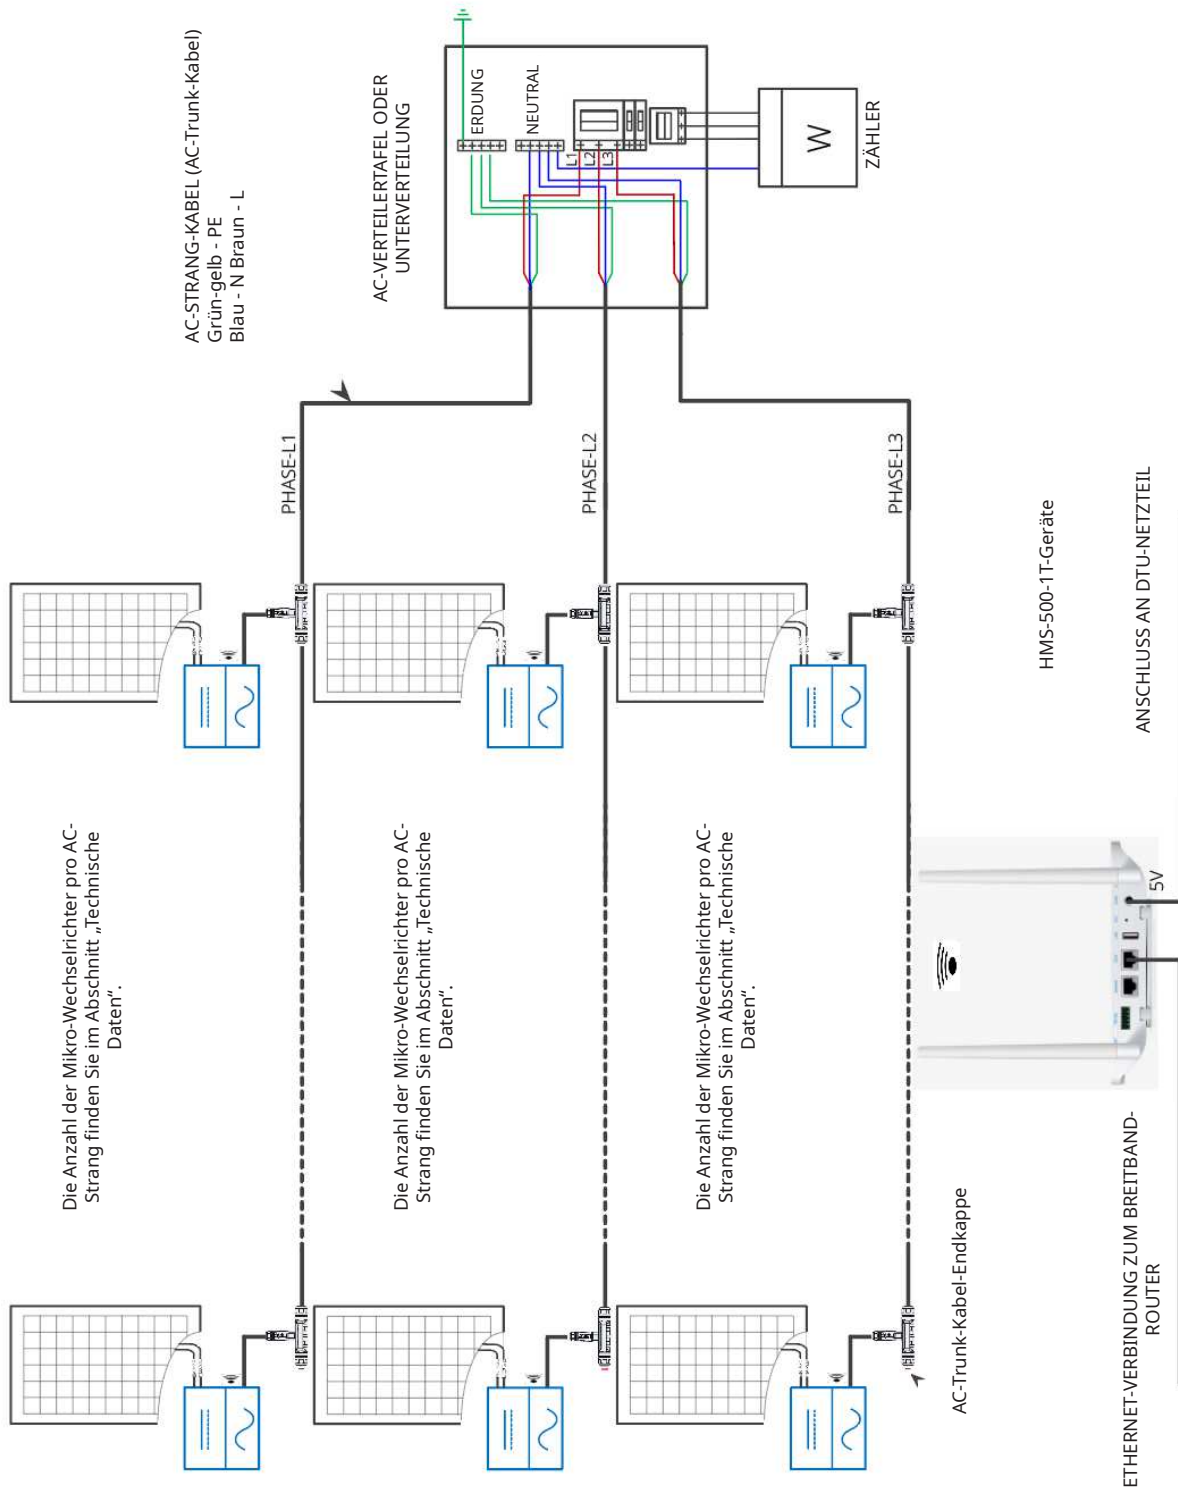 AC-STRANG-KABEL (AC-Trunk-Kabel)
Grün-gelb - PE
Blau - N Braun - L
AC-VERTEILERTAFEL ODER
UNTERVERTEILUNG
ERDUNG
NEUTRAL
L1
L2
L3
W
ZÄHLER
PHASE-L1
PHASE-L2
PHASE-L3
Die Anzahl der Mikro-Wechselrichter pro AC-
Strang finden Sie im Abschnitt „Technische
Daten“.
Die Anzahl der Mikro-Wechselrichter pro AC-
Strang finden Sie im Abschnitt „Technische
Daten“.
Die Anzahl der Mikro-Wechselrichter pro AC-
Strang finden Sie im Abschnitt „Technische
Daten“.
HMS-500-1T-Geräte
ANSCHLUSS AN DTU-NETZTEIL
5V
AC-Trunk-Kabel-Endkappe
ETHERNET-VERBINDUNG ZUM BREITBAND-
ROUTER